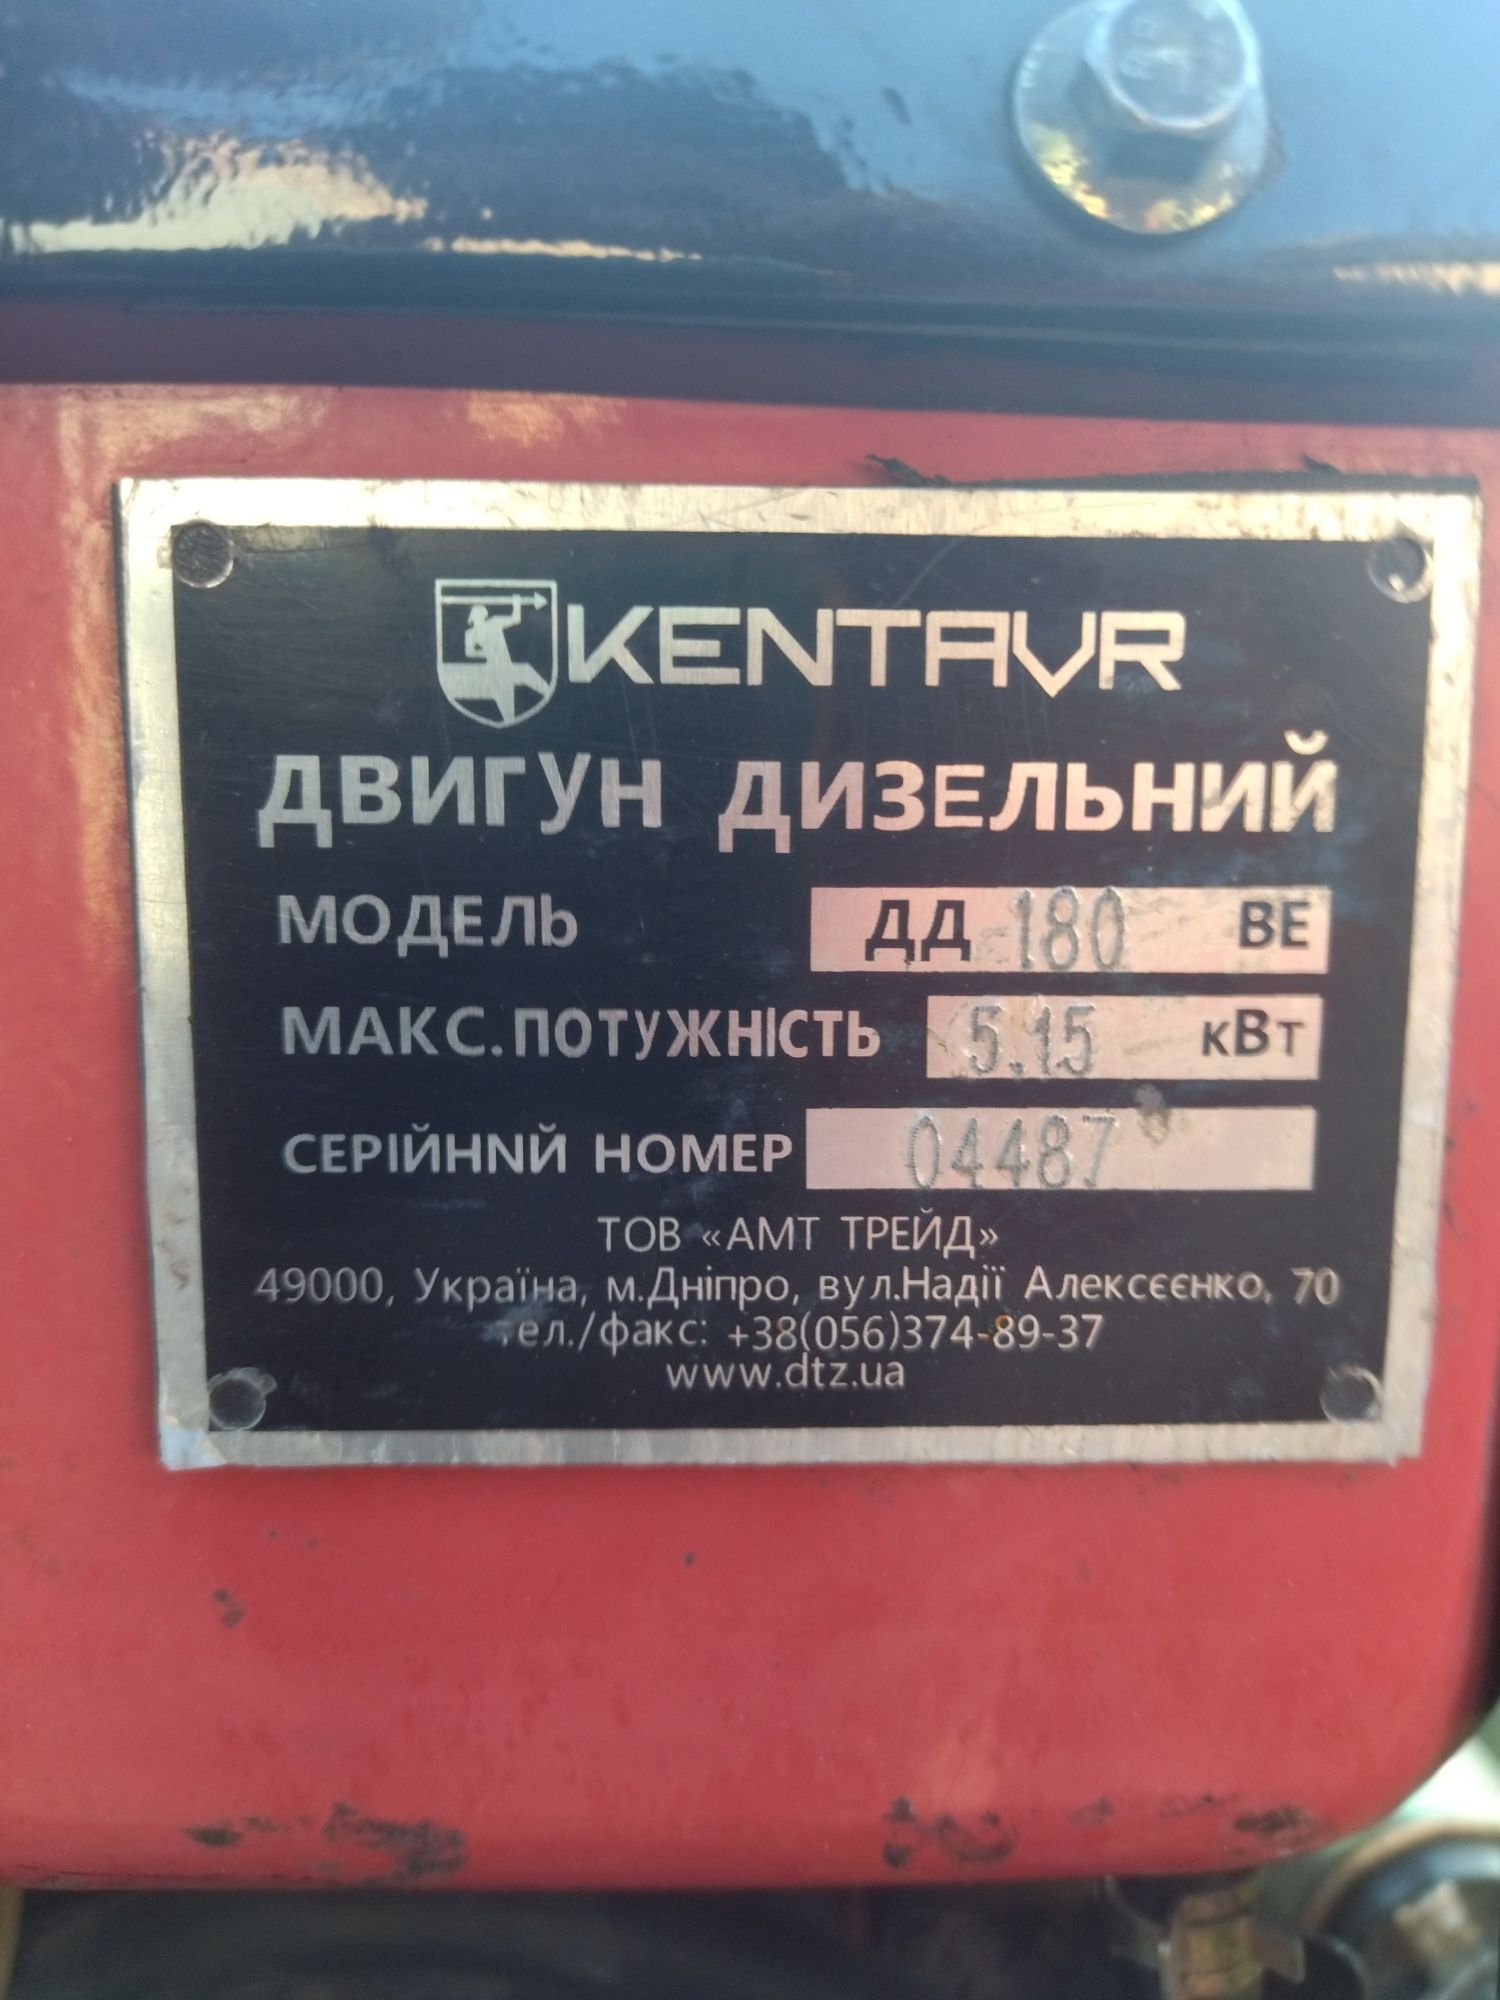 KENTAVR
ДВИГУН ДИЗЕЛЬНИЙ
МОДЕЛЬ ДД 180 ВЕ
МАКС.ПОТУЖНІСТЬ 5.15 кВт
СЕРІЙНИЙ НОМЕР 04487
ТОВ «АМТ ТРЕЙД»
49000, Україна, м.Дніпро, вул.Надії Алексєєнко, 70
тел./факс: +38(056)374-89-37
www.dtz.ua